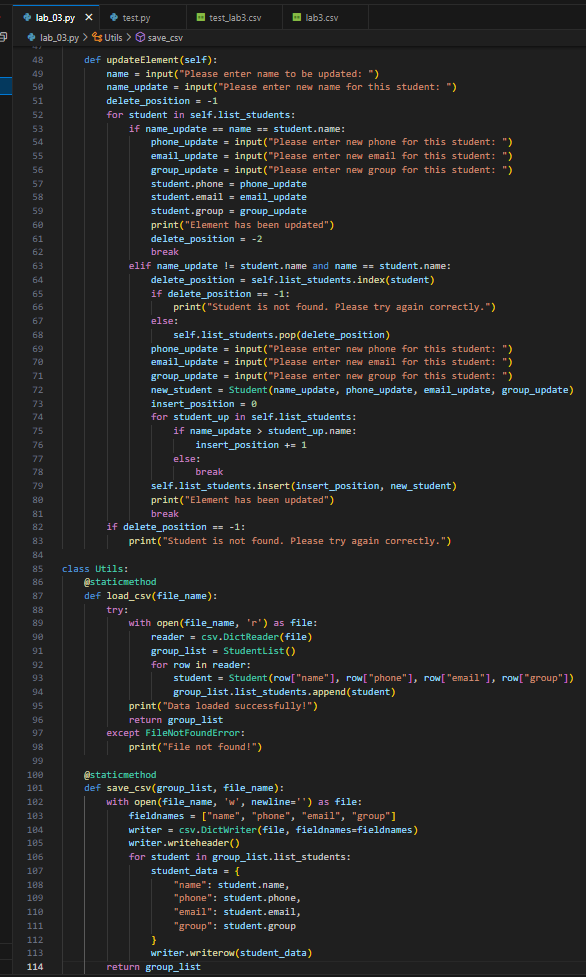 lab_03.py test.py test_lab3.csv lab3.csv
lab_03.py > Utils > save_csv
48 def updateElement(self):
49 name = input("Please enter name to be updated: ")
50 name_update = input("Please enter new name for this student: ")
51 delete_position = -1
52 for student in self.list_students:
53 if name_update == name == student.name:
54 phone_update = input("Please enter new phone for this student: ")
55 email_update = input("Please enter new email for this student: ")
56 group_update = input("Please enter new group for this student: ")
57 student.phone = phone_update
58 student.email = email_update
59 student.group = group_update
60 print("Element has been updated")
61 delete_position = -2
62 break
63 elif name_update != student.name and name == student.name:
64 delete_position = self.list_students.index(student)
65 if delete_position == -1:
66 print("Student is not found. Please try again correctly.")
67 else:
68 self.list_students.pop(delete_position)
69 phone_update = input("Please enter new phone for this student: ")
70 email_update = input("Please enter new email for this student: ")
71 group_update = input("Please enter new group for this student: ")
72 new_student = Student(name_update, phone_update, email_update, group_update)
73 insert_position = 0
74 for student_up in self.list_students:
75 if name_update > student_up.name:
76 insert_position += 1
77 else:
78 break
79 self.list_students.insert(insert_position, new_student)
80 print("Element has been updated")
81 break
82 if delete_position == -1:
83 print("Student is not found. Please try again correctly.")
84
85 class Utils:
86 @staticmethod
87 def load_csv(file_name):
88 try:
89 with open(file_name, 'r') as file:
90 reader = csv.DictReader(file)
91 group_list = StudentList()
92 for row in reader:
93 student = Student(row["name"], row["phone"], row["email"], row["group"])
94 group_list.list_students.append(student)
95 print("Data loaded successfully!")
96 return group_list
97 except FileNotFoundError:
98 print("File not found!")
99
100 @staticmethod
101 def save_csv(group_list, file_name):
102 with open(file_name, 'w', newline='') as file:
103 fieldnames = ["name", "phone", "email", "group"]
104 writer = csv.DictWriter(file, fieldnames=fieldnames)
105 writer.writeheader()
106 for student in group_list.list_students:
107 student_data = {
108 "name": student.name,
109 "phone": student.phone,
110 "email": student.email,
111 "group": student.group
112 }
113 writer.writerow(student_data)
114 return group_list